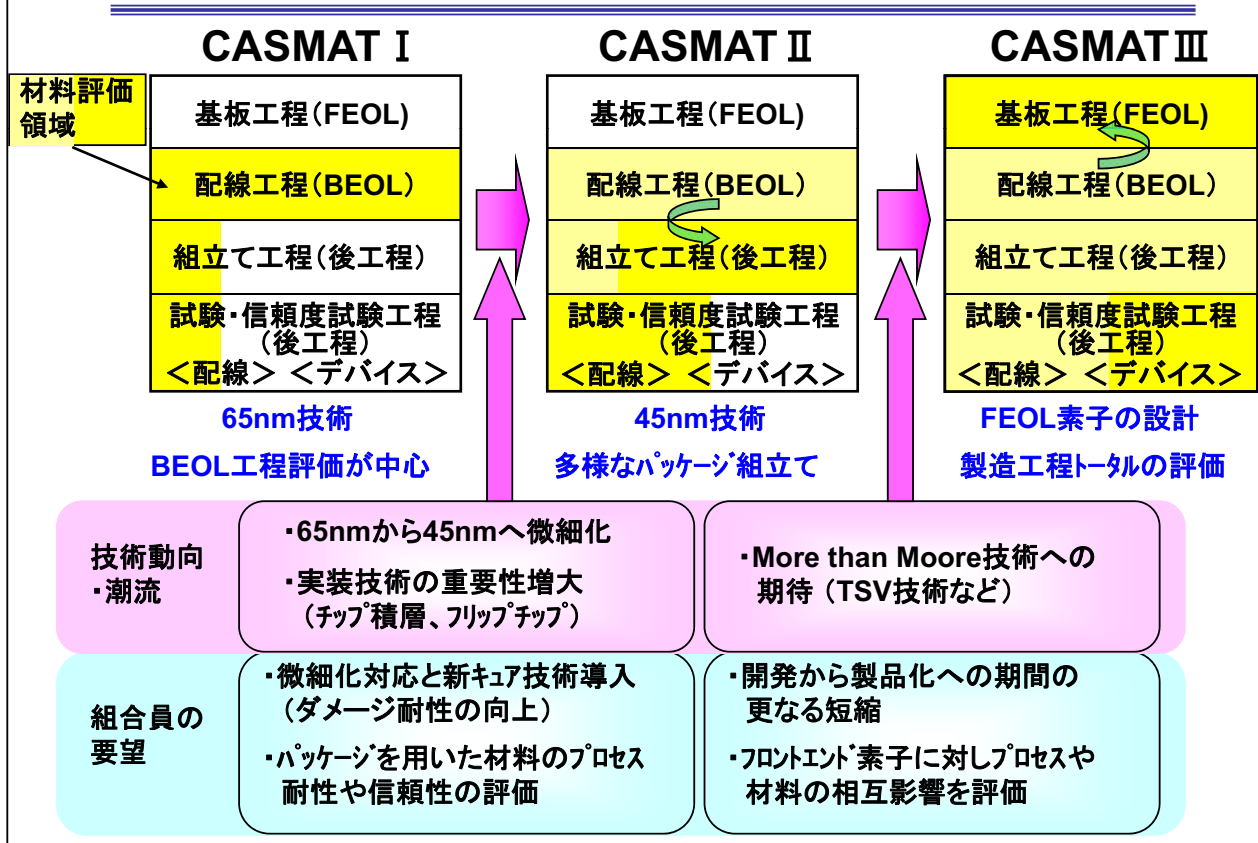 CASMAT Ⅰ
CASMAT Ⅱ
CASMAT Ⅲ
材料評価
領域
基板工程(FEOL)
配線工程(BEOL)
組立て工程(後工程)
試験・信頼度試験工程
(後工程)
＜配線＞ ＜デバイス＞
65nm技術
BEOL工程評価が中心
基板工程(FEOL)
配線工程(BEOL)
組立て工程(後工程)
試験・信頼度試験工程
(後工程)
＜配線＞ ＜デバイス＞
45nm技術
多様なﾊﾟｯｹｰｼﾞ組立て
基板工程(FEOL)
配線工程(BEOL)
組立て工程(後工程)
試験・信頼度試験工程
(後工程)
＜配線＞ ＜デバイス＞
FEOL素子の設計
製造工程ﾄｰﾀﾙの評価
技術動向
・潮流
・65nmから45nmへ微細化
・実装技術の重要性増大
(ﾁｯﾌﾟ積層、ﾌﾘｯﾌﾟﾁｯﾌﾟ)
・More than Moore技術への
期待 (TSV技術など)
組合員の
要望
・微細化対応と新ｷｭｱ技術導入
(ダメージ耐性の向上)
・ﾊﾟｯｹｰｼﾞを用いた材料のﾌﾟﾛｾｽ
耐性や信頼性の評価
・開発から製品化への期間の
更なる短縮
・ﾌﾛﾝﾄｴﾝﾄﾞ素子に対しﾌﾟﾛｾｽや
材料の相互影響を評価